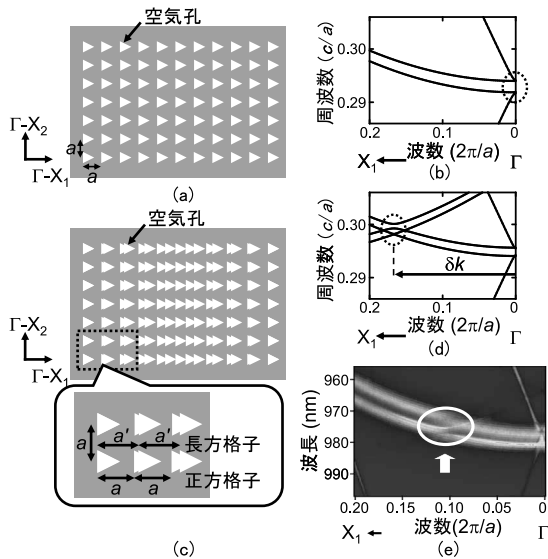 空気孔
Γ-X2
a
Γ-X1
a
(a)
周波数 (c/a)
0.30
0.29
0.2
0.1
0
X1
波数 (2π/a)
Γ
(b)
空気孔
Γ-X2
Γ-X1
a'
a'
長方格子
a
a
a
正方格子
(c)
周波数 (c/a)
0.30
0.29
δk
0.2
0.1
0
X1
波数 (2π/a)
Γ
(d)
波長 (nm)
960
970
980
990
0.20
0.15
0.10
0.05
0
X1
波数(2π/a)
Γ
(e)